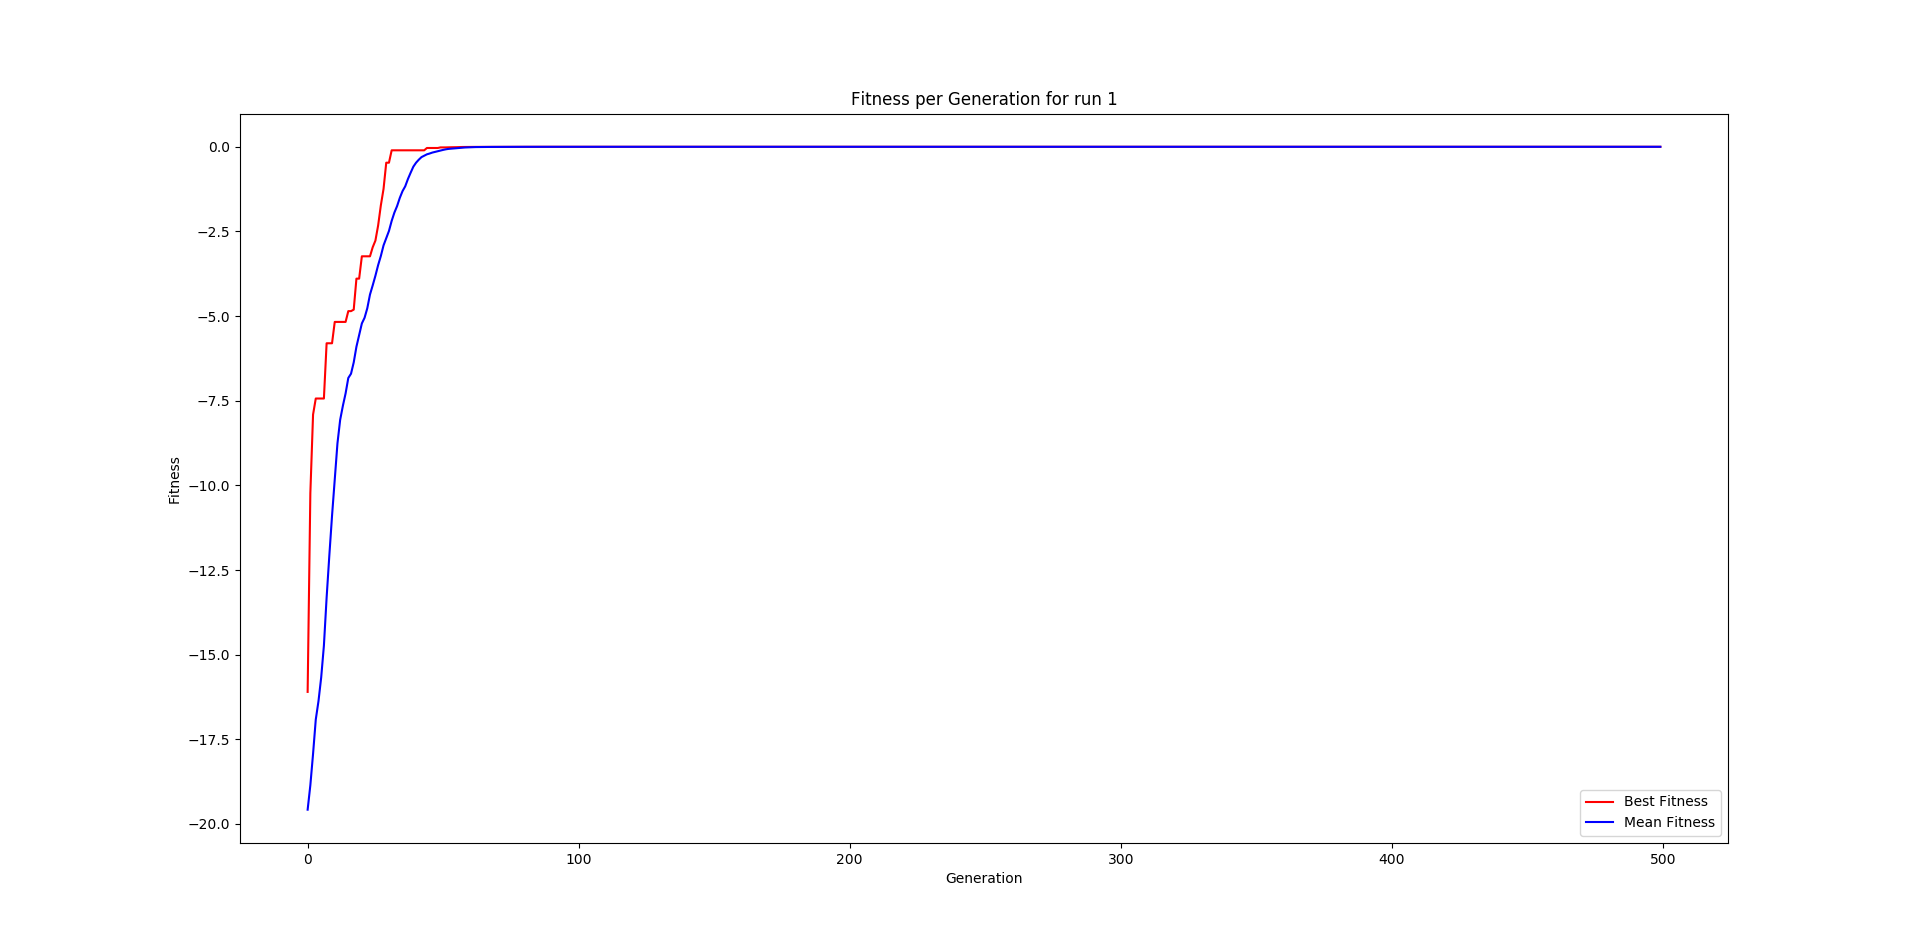 Fitness per Generation for run 1
0.0
−2.5
−5.0
−7.5
−10.0
−12.5
−15.0
−17.5
−20.0
Fitness
0 100 200 300 400 500
Generation
Best Fitness
Mean Fitness